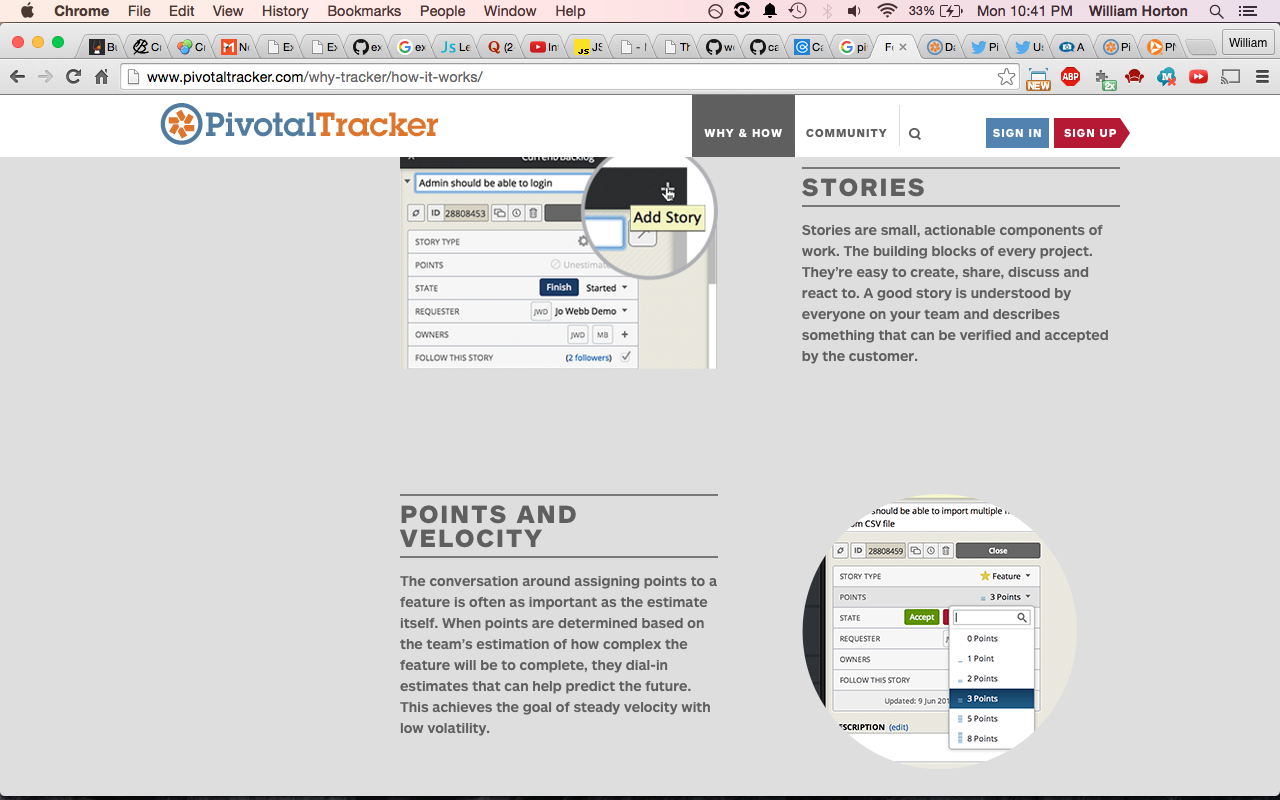 Chrome File Edit View History Bookmarks People Window Help 33% Mon 10:41 PM William Horton
William
www.pivotaltracker.com/why-tracker/how-it-works/
NEW ABP 2x
PivotalTracker WHY & HOW COMMUNITY SIGN IN SIGN UP
Admin should be able to login
Add Story
ID 28808453
STORY TYPE
POINTS
STATE Finish Started
REQUESTER JWD Jo Webb Demo
OWNERS JWD MB +
FOLLOW THIS STORY (2 followers)
STORIES
Stories are small, actionable components of
work. The building blocks of every project.
They're easy to create, share, discuss and
react to. A good story is understood by
everyone on your team and describes
something that can be verified and accepted
by the customer.
POINTS AND
VELOCITY
The conversation around assigning points to a
feature is often as important as the estimate
itself. When points are determined based on
the team's estimation of how complex the
feature will be to complete, they dial-in
estimates that can help predict the future.
This achieves the goal of steady velocity with
low volatility.
should be able to import multiple
CSV file
ID 28808459 Close
STORY TYPE Feature
POINTS 3 Points
STATE Accept
REQUESTER
OWNERS
FOLLOW THIS STORY
Updated: 9 Jun
(edit)
0 Points
1 Point
2 Points
3 Points
5 Points
8 Points